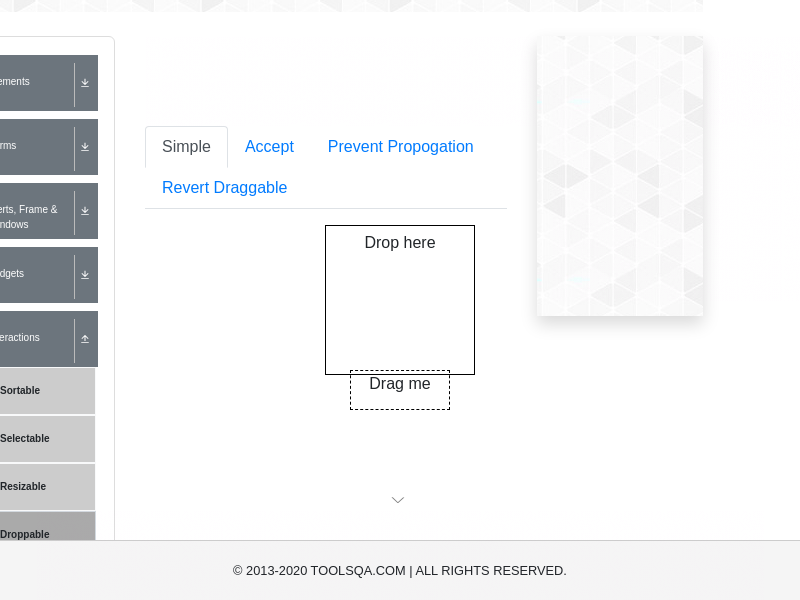 Simple
Accept
Prevent Propogation
Revert Draggable
Drop here
Drag me
ements
rms
erts, Frame &
ndows
dgets
eractions
Sortable
Selectable
Resizable
Droppable
© 2013-2020 TOOLSQA.COM | ALL RIGHTS RESERVED.